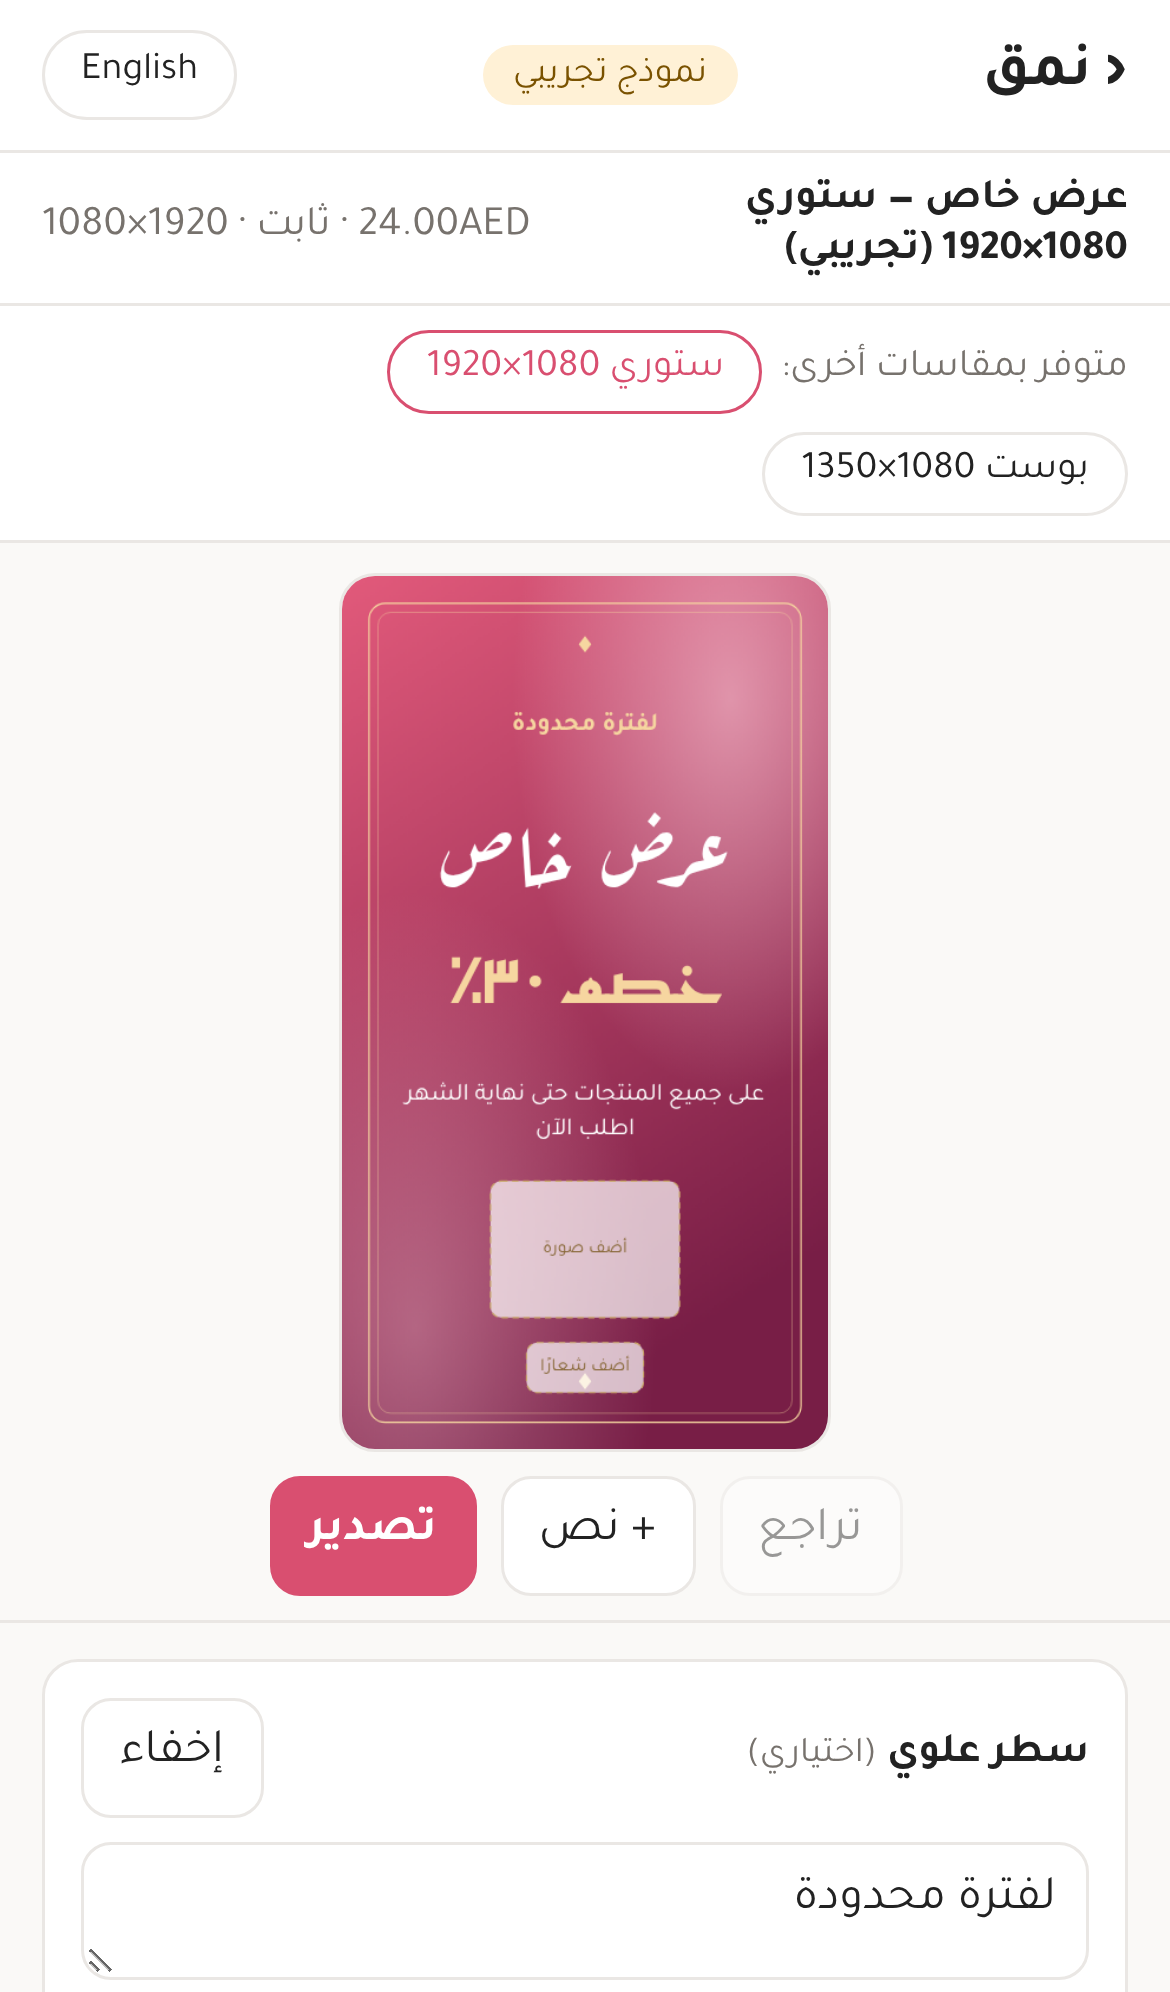 ‹ نمق
نموذج تجريبي
English
عرض خاص – ستوري
1080×1920 (تجريبي)
24.00AED · ثابت · 1080×1920
متوفر بمقاسات أخرى:
ستوري 1080×1920
بوست 1080×1350
لفترة محدودة
عرض خاص
خصم ٣٠٪
على جميع المنتجات حتى نهاية الشهر
اطلب الآن
أضف صورة
أضف شعارًا
تراجع
+ نص
تصدير
سطر علوي (اختياري)
إخفاء
لفترة محدودة